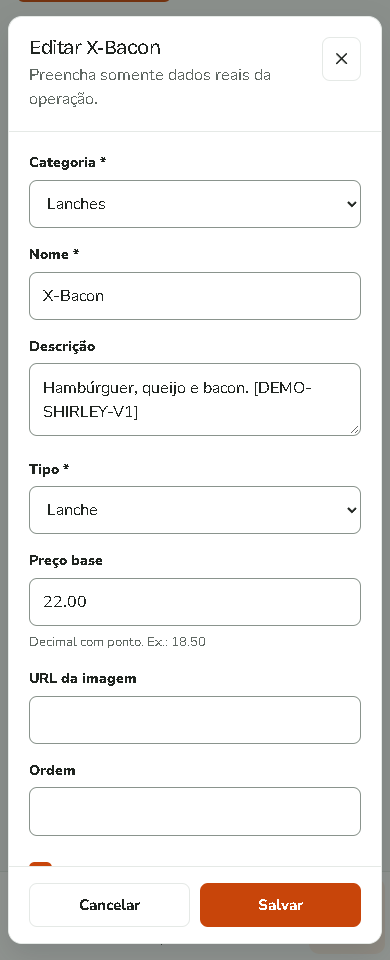 Editar X-Bacon
Preencha somente dados reais da
operação.
Categoria *
Lanches
Nome *
X-Bacon
Descrição
Hambúrguer, queijo e bacon. [DEMO-
SHIRLEY-V1]
Tipo *
Lanche
Preço base
22.00
Decimal com ponto. Ex.: 18.50
URL da imagem
Ordem
Cancelar
Salvar